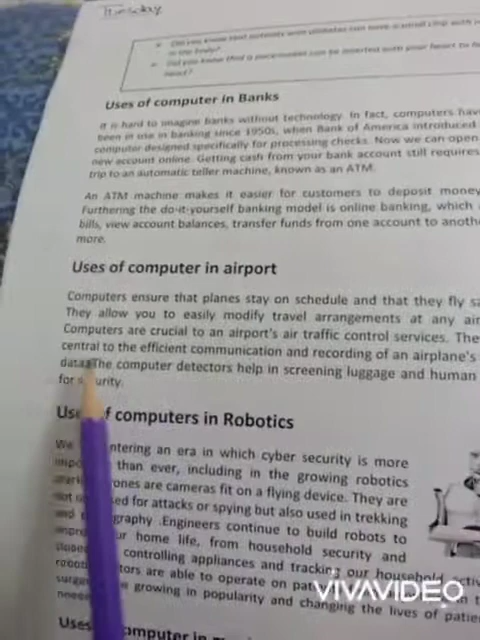 Tuesday
Did you know that patients with diabetes can have a small chip with
in the body?
Did you know that a pacemaker can be inserted with your heart to
heart?
Uses of computer in Banks
It is hard to imagine banks without technology. In fact, computers have
been in use in banking since 1950s, when Bank of America introduced
computer designed specifically for processing checks. Now we can open
new account online. Getting cash from your bank account still requires
trip to an automatic teller machine, known as an ATM.
An ATM machine makes it easier for customers to deposit money
Furthering the do-it-yourself banking model is online banking, which
bills, view account balances, transfer funds from one account to anoth
more.
Uses of computer in airport
Computers ensure that planes stay on schedule and that they fly sa
They allow you to easily modify travel arrangements at any air
Computers are crucial to an airport's air traffic control services. The
central to the efficient communication and recording of an airplane's
data. The computer detectors help in screening luggage and human
for security.
Use of computers in Robotics
We entering an era in which cyber security is more
than ever, including in the growing robotics
ones are cameras fit on a flying device. They are
not sed for attacks or spying but also used in trekking
and graphy .Engineers continue to build robots to
ur home life, from household security and
controlling appliances and tracking our household activ
tors are able to operate on
growing in popularity and changing the lives of patie
VIVAVIDEO
Uses omputer in